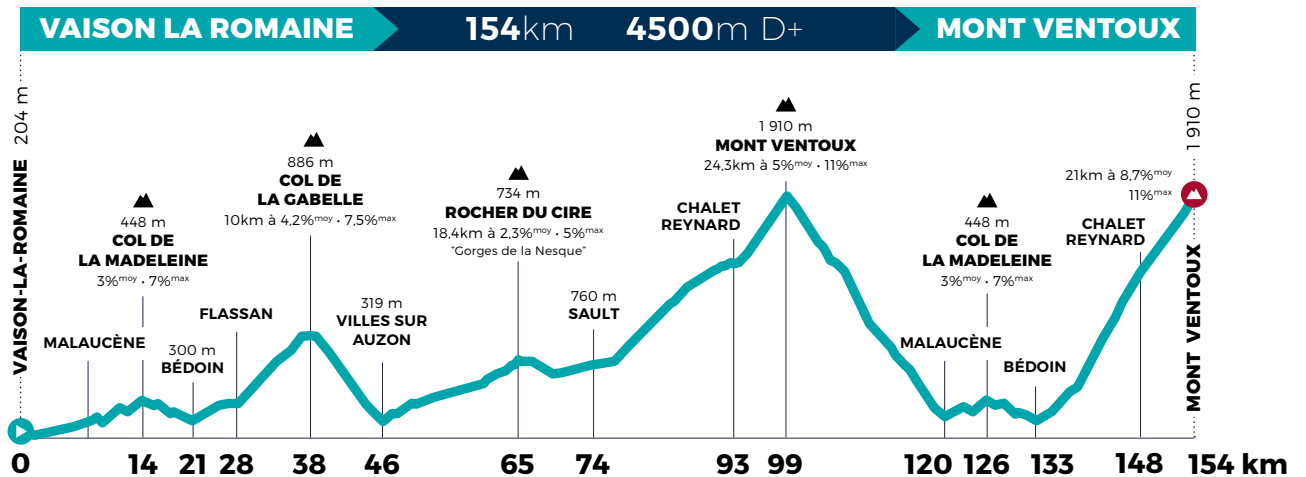 VAISON LA ROMAINE
154km 4500m D+
MONT VENTOUX
VAISON-LA-ROMAINE 204 m
MALAUCÈNE
448 m
COL DE
LA MADELEINE
3%moy · 7%max
300 m
BÉDOIN
FLASSAN
886 m
COL DE
LA GABELLE
10km à 4,2%moy · 7,5%max
319 m
VILLES SUR
AUZON
734 m
ROCHER DU CIRE
18,4km à 2,3%moy · 5%max
"Gorges de la Nesque"
760 m
SAULT
CHALET
REYNARD
1 910 m
MONT VENTOUX
24,3km à 5%moy · 11%max
MALAUCÈNE
448 m
COL DE
LA MADELEINE
3%moy · 7%max
BÉDOIN
21km à 8,7%moy
11%max
CHALET
REYNARD
MONT VENTOUX 1 910 m
0 14 21 28 38 46 65 74 93 99 120 126 133 148 154 km